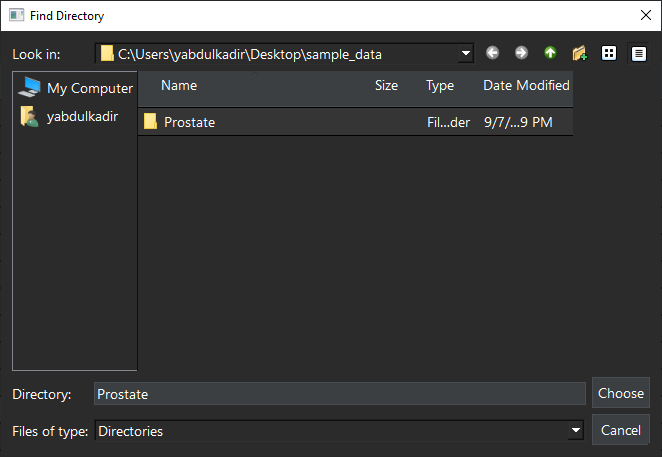 Find Directory
Look in: C:\Users\yabdulkadir\Desktop\sample_data
My Computer
yabdulkadir
Name Size Type Date Modified
Prostate Fil...der 9/7/...9 PM
Directory: Prostate Choose
Files of type: Directories Cancel